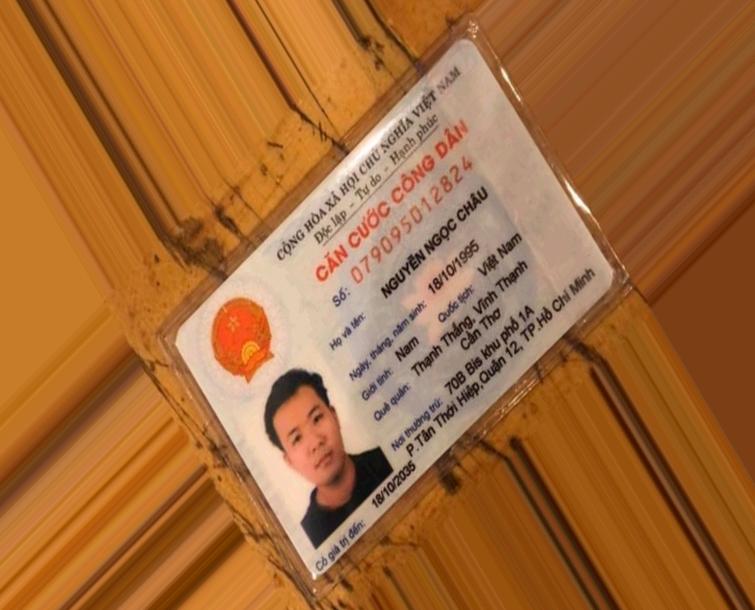 CỘNG HÒA XÃ HỘI CHỦ NGHĨA VIỆT NAM
Độc lập - Tự do - Hạnh phúc
CĂN CƯỚC CÔNG DÂN
Số: 079095012824
Họ và tên: NGUYỄN NGỌC CHÂU
Ngày, tháng, năm sinh: 18/10/1995
Giới tính: Nam Quốc tịch: Việt Nam
Quê quán: Thạnh Thắng, Vĩnh Thạnh
Cần Thơ
Nơi thường trú: 70B Bis khu phố 1A
P.Tân Thới Hiệp,Quận 12, TP.Hồ Chí Minh
Có giá trị đến: 18/10/2035